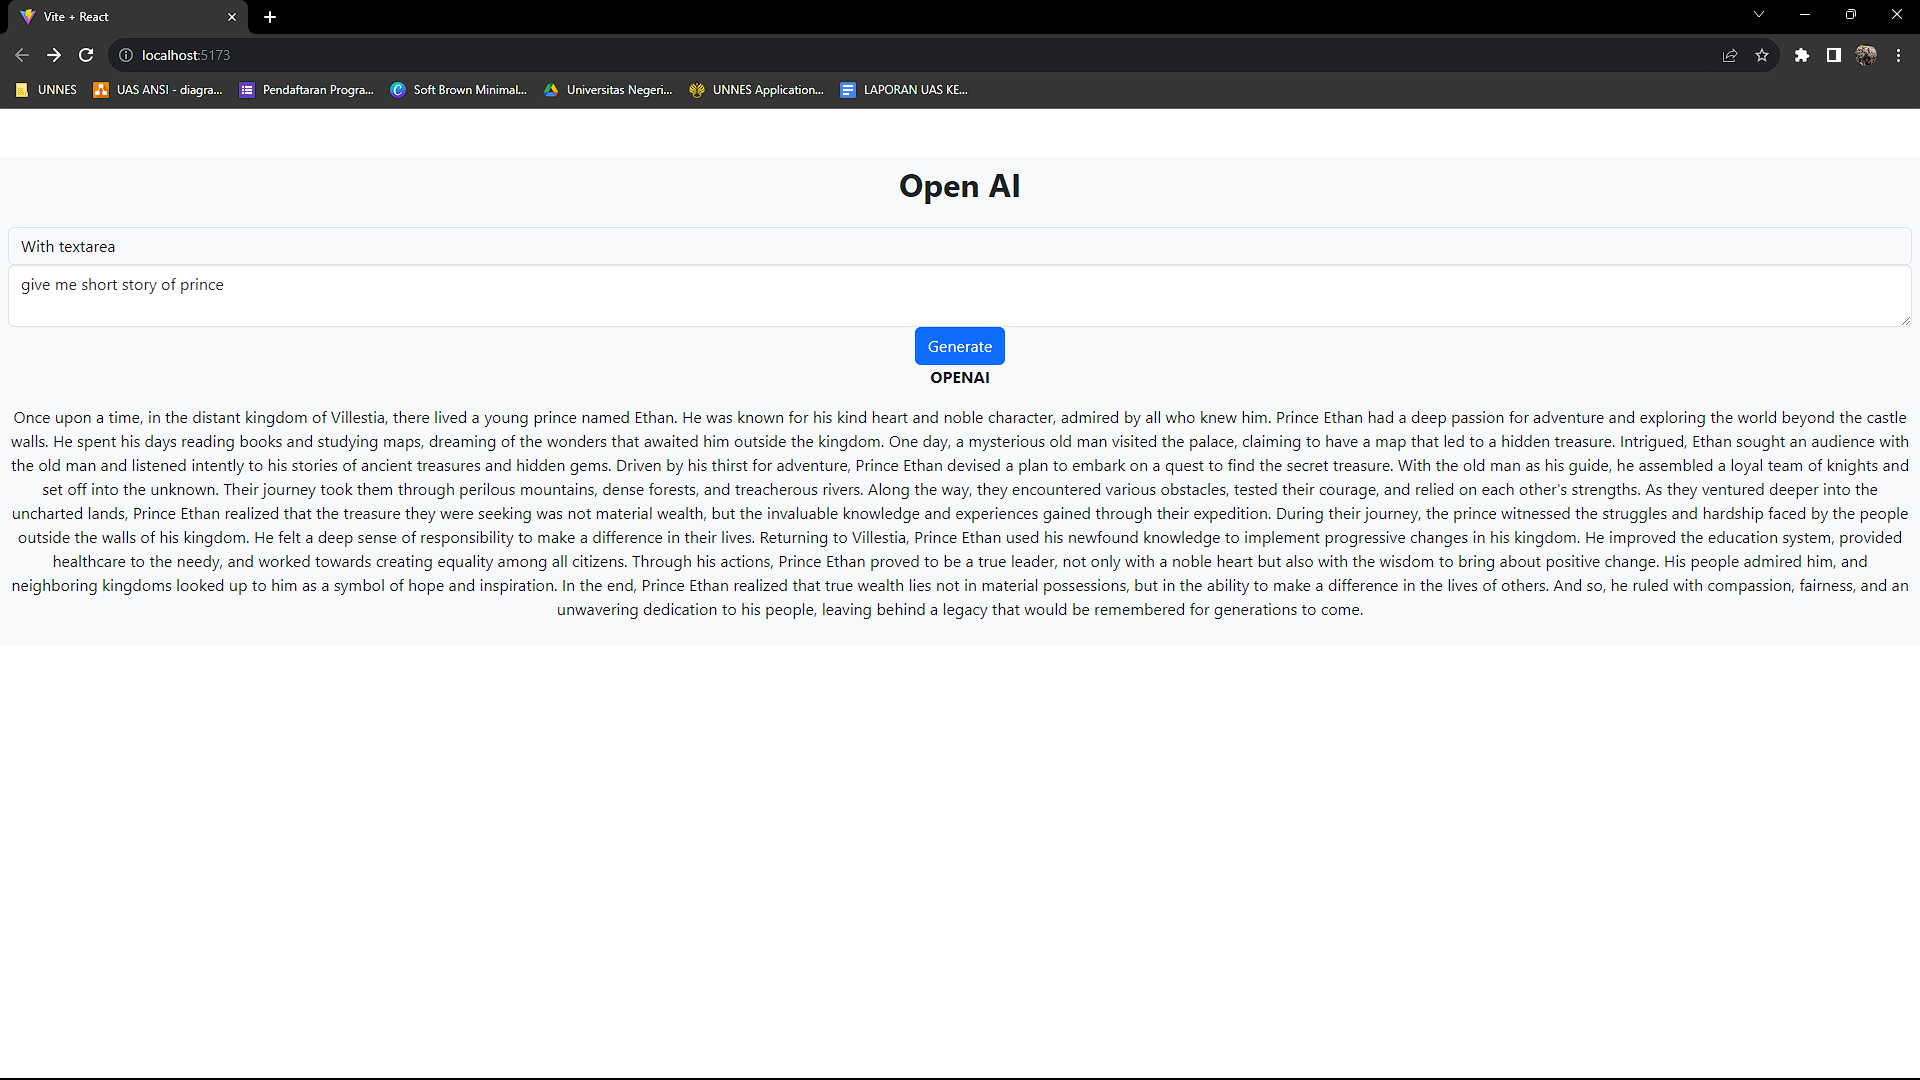 Vite + React
localhost:5173
UNNES
UAS ANSI - diagra...
Pendaftaran Progra...
Soft Brown Minimal...
Universitas Negeri...
UNNES Application...
LAPORAN UAS KE...
Open AI
With textarea
give me short story of prince
Generate
OPENAI
Once upon a time, in the distant kingdom of Villestia, there lived a young prince named Ethan. He was known for his kind heart and noble character, admired by all who knew him. Prince Ethan had a deep passion for adventure and exploring the world beyond the castle
walls. He spent his days reading books and studying maps, dreaming of the wonders that awaited him outside the kingdom. One day, a mysterious old man visited the palace, claiming to have a map that led to a hidden treasure. Intrigued, Ethan sought an audience with
the old man and listened intently to his stories of ancient treasures and hidden gems. Driven by his thirst for adventure, Prince Ethan devised a plan to embark on a quest to find the secret treasure. With the old man as his guide, he assembled a loyal team of knights and
set off into the unknown. Their journey took them through perilous mountains, dense forests, and treacherous rivers. Along the way, they encountered various obstacles, tested their courage, and relied on each other's strengths. As they ventured deeper into the
uncharted lands, Prince Ethan realized that the treasure they were seeking was not material wealth, but the invaluable knowledge and experiences gained through their expedition. During their journey, the prince witnessed the struggles and hardship faced by the people
outside the walls of his kingdom. He felt a deep sense of responsibility to make a difference in their lives. Returning to Villestia, Prince Ethan used his newfound knowledge to implement progressive changes in his kingdom. He improved the education system, provided
healthcare to the needy, and worked towards creating equality among all citizens. Through his actions, Prince Ethan proved to be a true leader, not only with a noble heart but also with the wisdom to bring about positive change. His people admired him, and
neighboring kingdoms looked up to him as a symbol of hope and inspiration. In the end, Prince Ethan realized that true wealth lies not in material possessions, but in the ability to make a difference in the lives of others. And so, he ruled with compassion, fairness, and an
unwavering dedication to his people, leaving behind a legacy that would be remembered for generations to come.